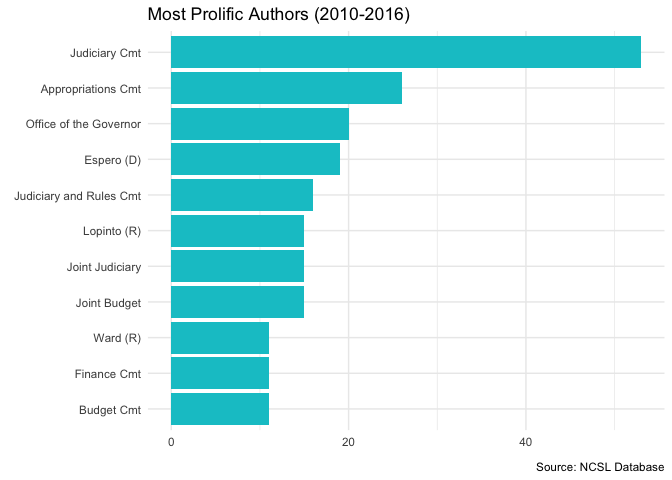 Most Prolific Authors (2010-2016)
Judiciary Cmt
Appropriations Cmt
Office of the Governor
Espero (D)
Judiciary and Rules Cmt
Lopinto (R)
Joint Judiciary
Joint Budget
Ward (R)
Finance Cmt
Budget Cmt
0 20 40
Source: NCSL Database